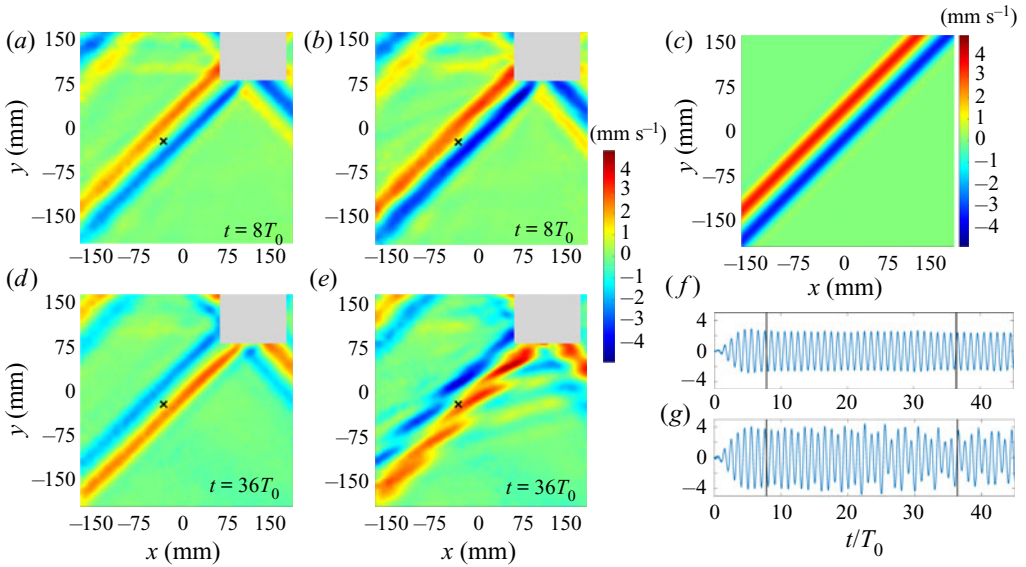 (a) (b) (c) (mm s⁻¹)
150 150 4
75 75 75 3
0 0 0 2
−75 −75 −75 1
−150 −150 −150 0
y (mm) y (mm) −1
t = 8T₀ t = 8T₀ −2
−3
−4
−150 −75 0 75 150 −150 −75 0 75 150 −150 −75 0 75 150
x (mm)
(mm s⁻¹)
4
3
2
1
0
−1
−2
−3
−4
(d) (e) (f)
150 150 4
75 75 0
0 0 −4
−75 −75 0 10 20 30 40
−150 −150
y (mm)
t = 36T₀ t = 36T₀
−150 −75 0 75 150 −150 −75 0 75 150
x (mm) x (mm)
(g)
4
0
−4
0 10 20 30 40
t/T₀